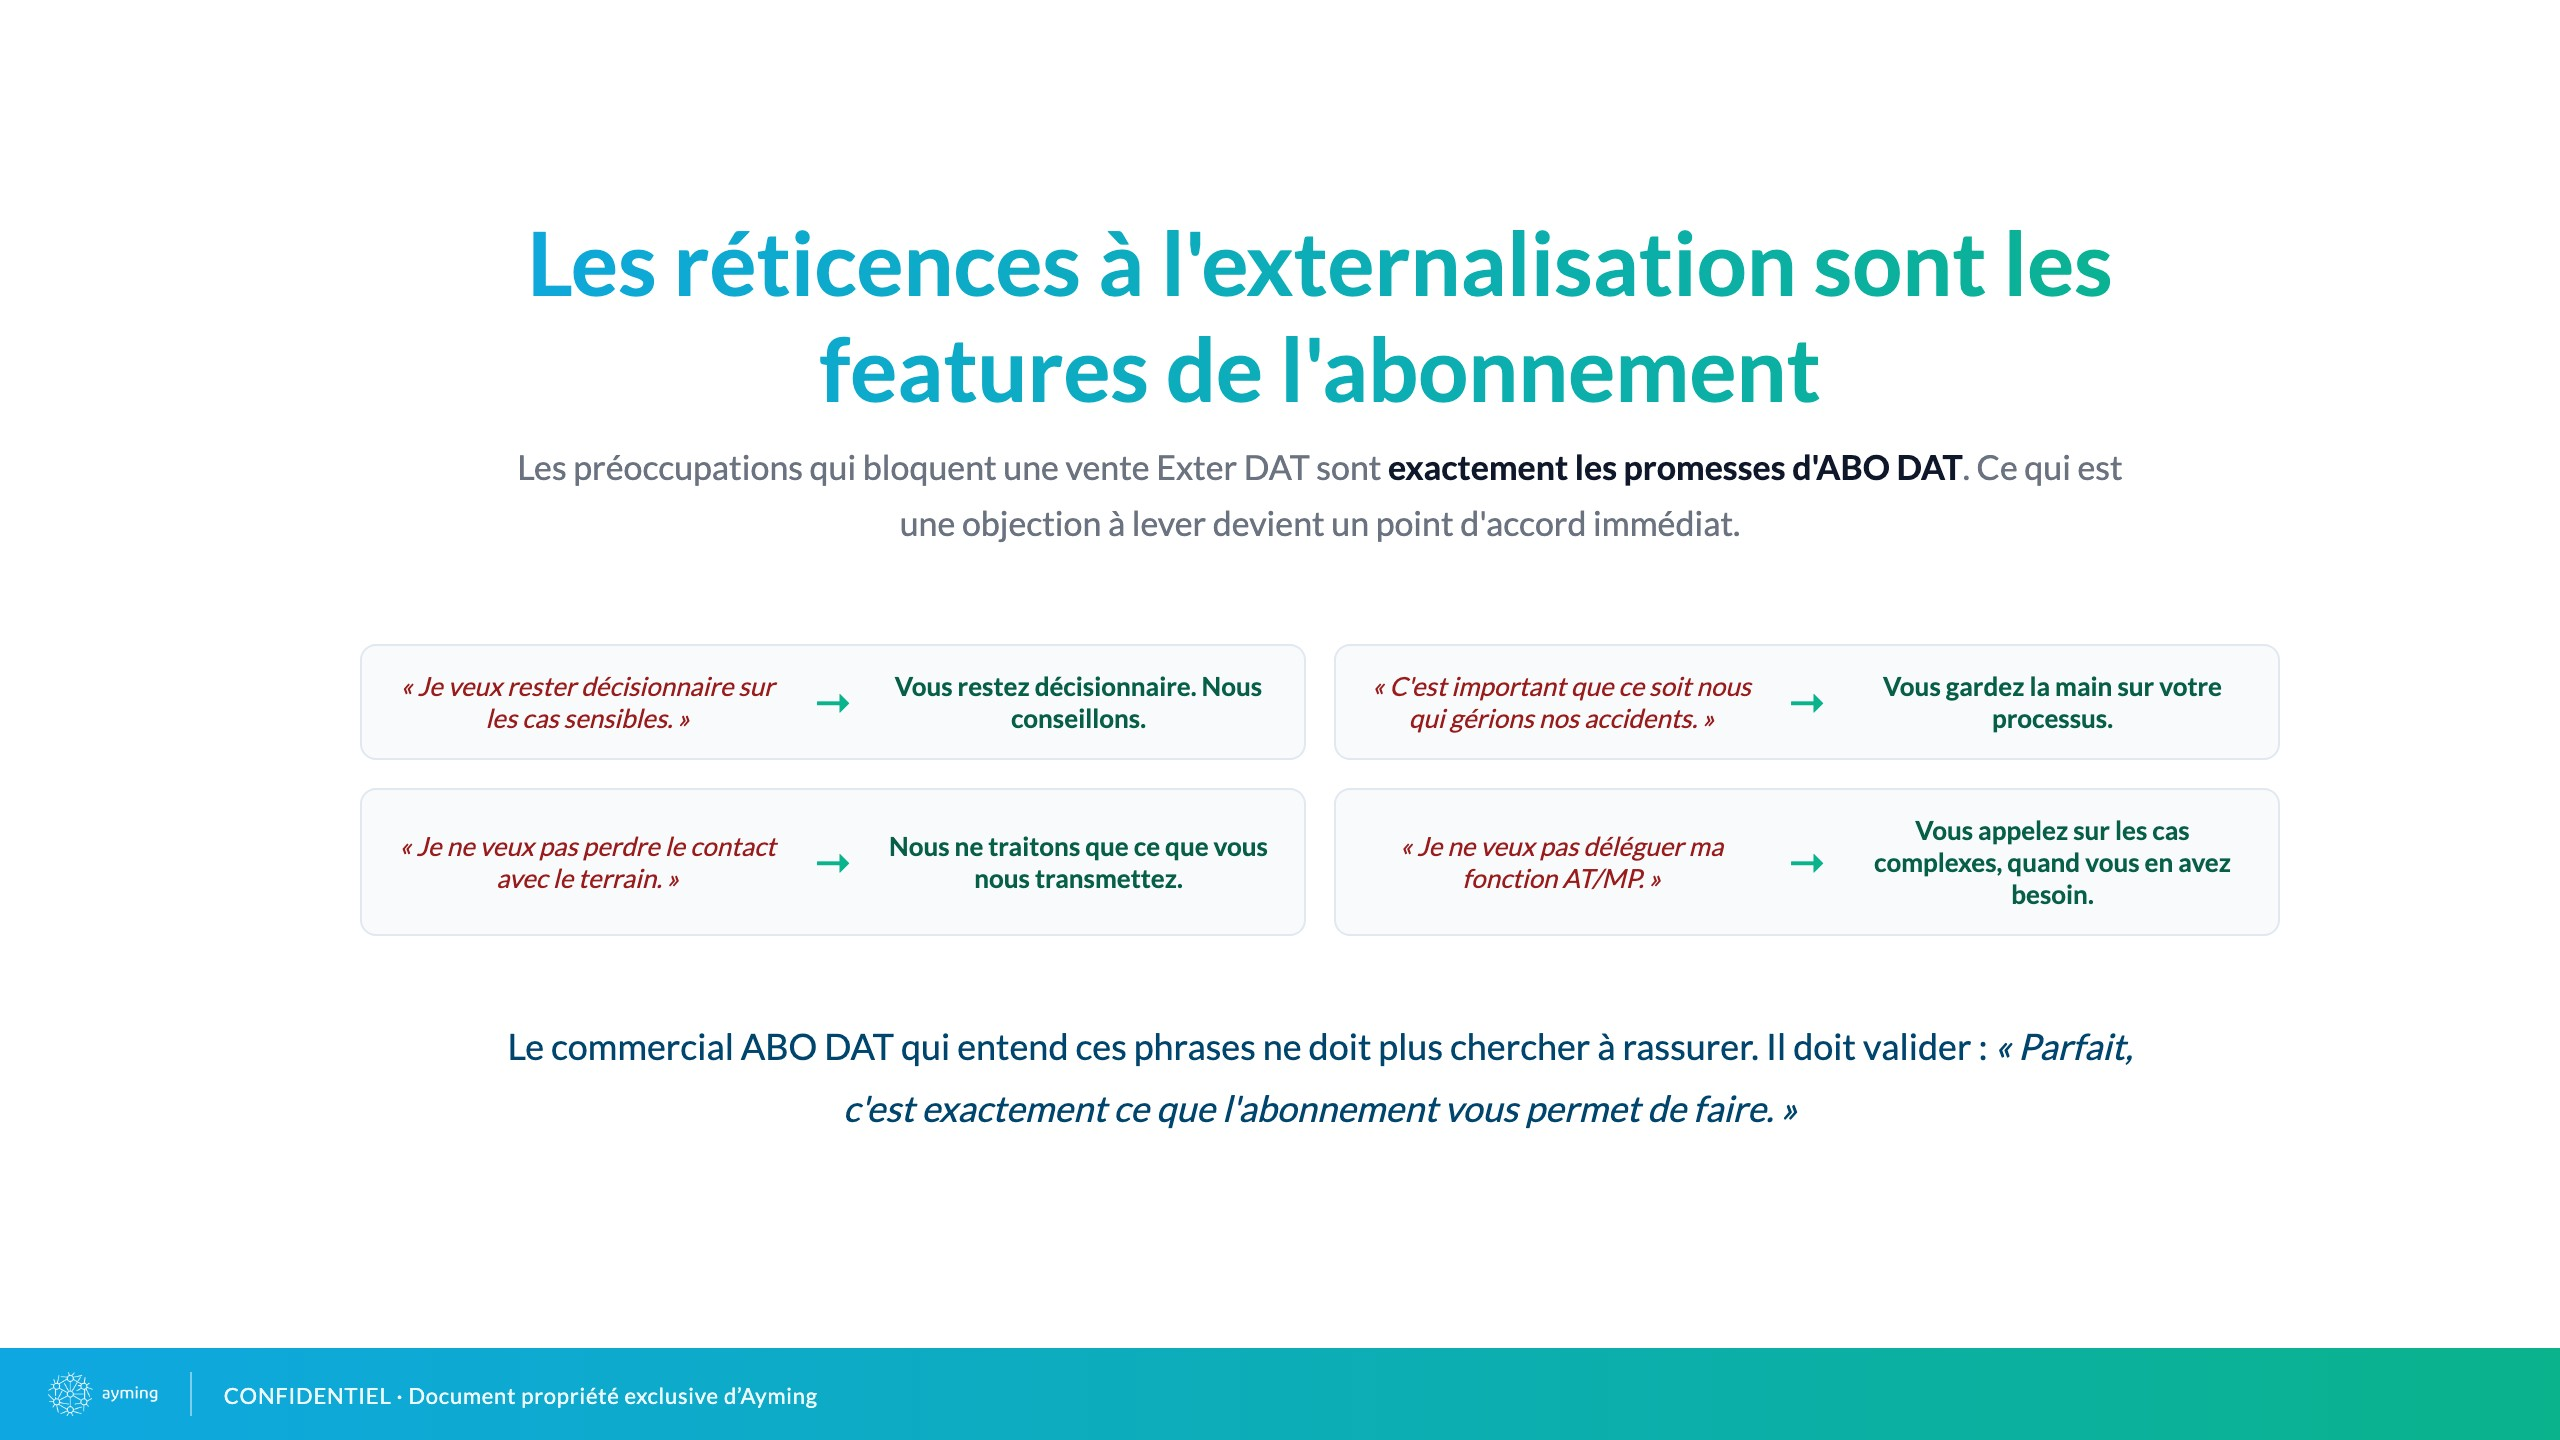 Les réticences à l'externalisation sont les
features de l'abonnement
Les préoccupations qui bloquent une vente Exter DAT sont exactement les promesses d'ABO DAT. Ce qui est
une objection à lever devient un point d'accord immédiat.
« Je veux rester décisionnaire sur
les cas sensibles. »
→
Vous restez décisionnaire. Nous
conseillons.
« C'est important que ce soit nous
qui gérions nos accidents. »
→
Vous gardez la main sur votre
processus.
« Je ne veux pas perdre le contact
avec le terrain. »
→
Nous ne traitons que ce que vous
nous transmettez.
« Je ne veux pas déléguer ma
fonction AT/MP. »
→
Vous appelez sur les cas
complexes, quand vous en avez
besoin.
Le commercial ABO DAT qui entend ces phrases ne doit plus chercher à rassurer. Il doit valider : « Parfait,
c'est exactement ce que l'abonnement vous permet de faire. »
ayming
CONFIDENTIEL · Document propriété exclusive d’Ayming